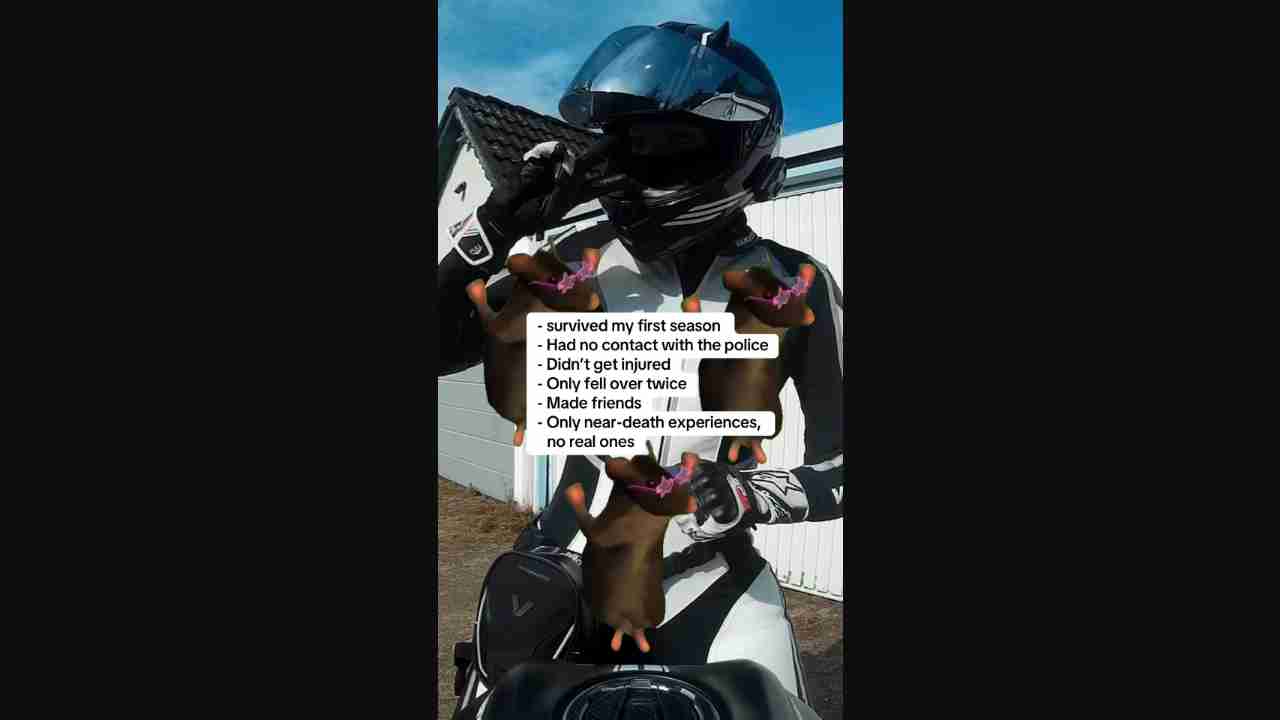 - survived my first season
- Had no contact with the police
- Didn't get injured
- Only fell over twice
- Made friends
- Only near-death experiences,
no real ones